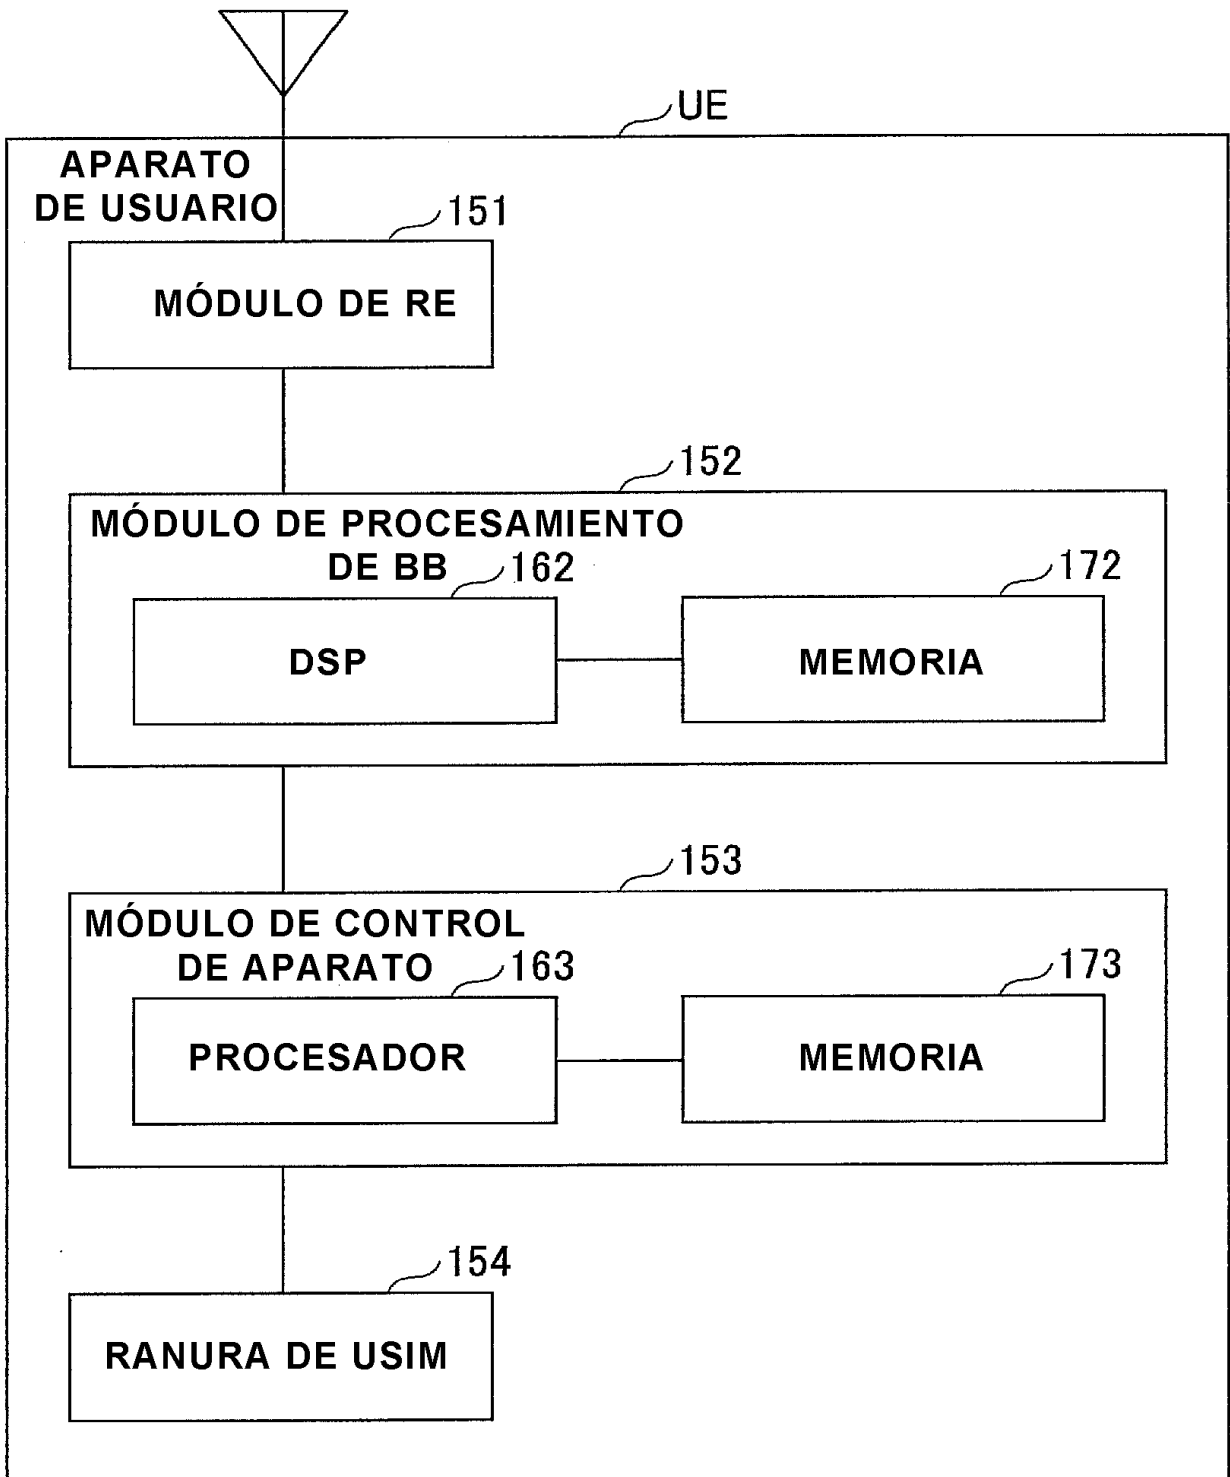 UE
APARATO
DE USUARIO
151
MÓDULO DE RE
152
MÓDULO DE PROCESAMIENTO
DE BB
162
172
DSP
MEMORIA
153
MÓDULO DE CONTROL
DE APARATO
163
173
PROCESADOR
MEMORIA
154
RANURA DE USIM